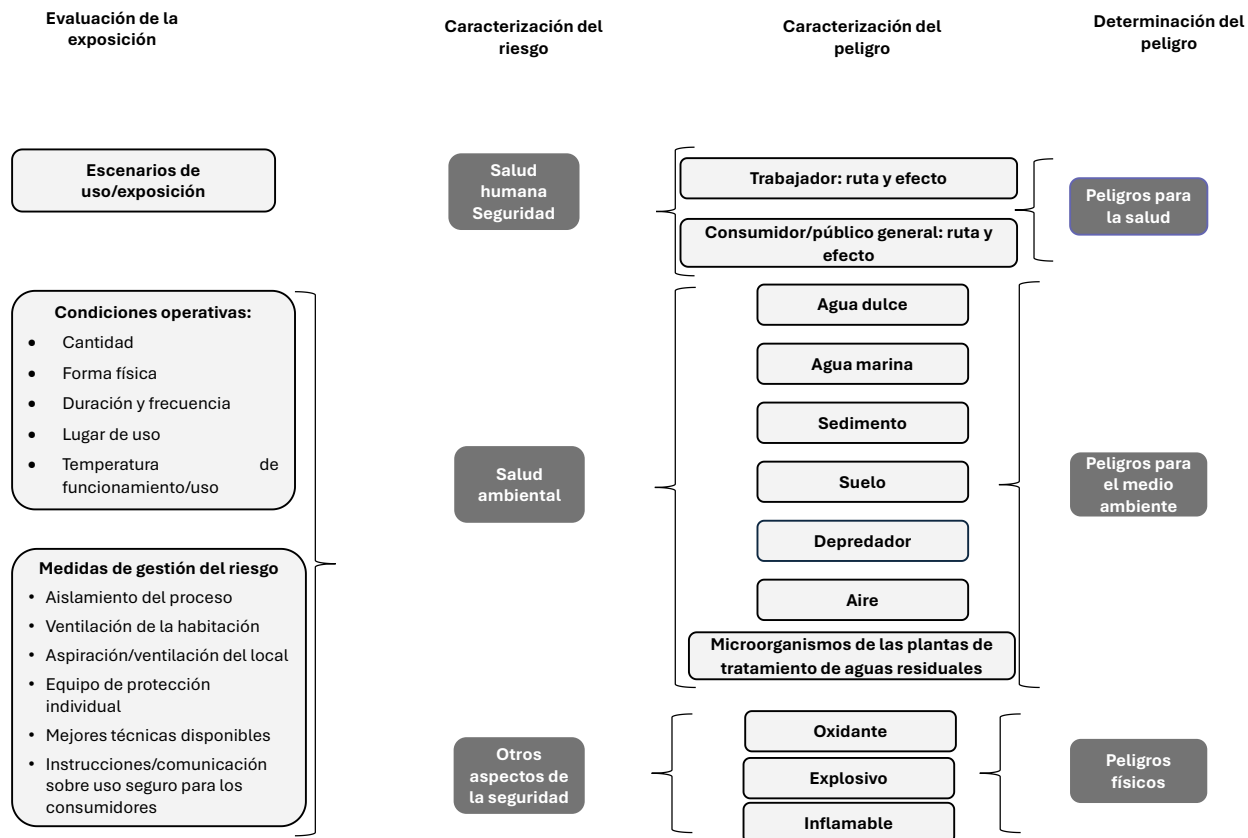 Evaluación de la
exposición
Caracterización del
riesgo
Caracterización del
peligro
Determinación del
peligro
Escenarios de
uso/exposición
Condiciones operativas:
• Cantidad
• Forma física
• Duración y frecuencia
• Lugar de uso
• Temperatura de
funcionamiento/uso
Medidas de gestión del riesgo
• Aislamiento del proceso
• Ventilación de la habitación
• Aspiración/ventilación del local
• Equipo de protección
individual
• Mejores técnicas disponibles
• Instrucciones/comunicación
sobre uso seguro para los
consumidores
Salud
humana
Seguridad
Salud
ambiental
Otros
aspectos de
la seguridad
Trabajador: ruta y efecto
Consumidor/público general: ruta y
efecto
Agua dulce
Agua marina
Sedimento
Suelo
Depredador
Aire
Microorganismos de las plantas de
tratamiento de aguas residuales
Oxidante
Explosivo
Inflamable
Peligros para
la salud
Peligros para
el medio
ambiente
Peligros
físicos